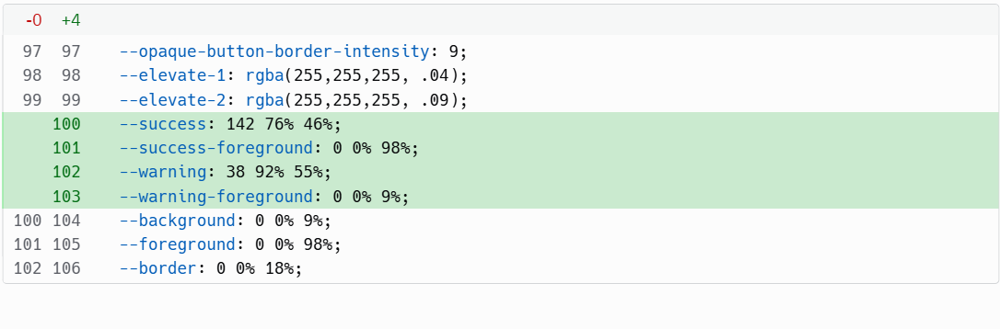 -0 +4
97 97 --opaque-button-border-intensity: 9;
98 98 --elevate-1: rgba(255,255,255, .04);
99 99 --elevate-2: rgba(255,255,255, .09);
100 --success: 142 76% 46%;
101 --success-foreground: 0 0% 98%;
102 --warning: 38 92% 55%;
103 --warning-foreground: 0 0% 9%;
100 104 --background: 0 0% 9%;
101 105 --foreground: 0 0% 98%;
102 106 --border: 0 0% 18%;